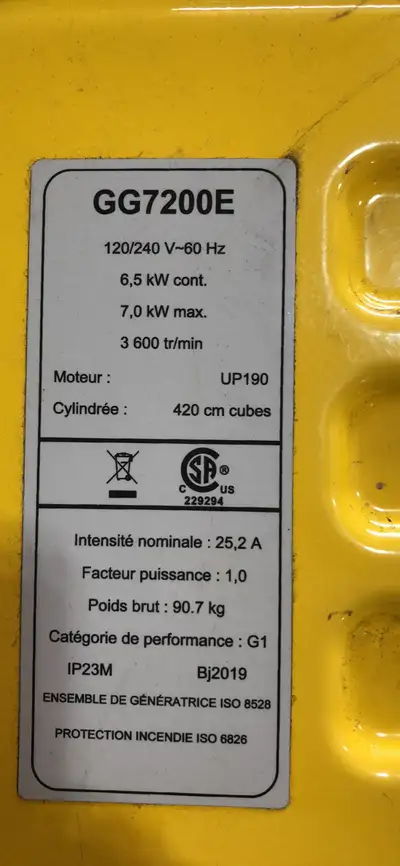 GG7200E
120/240 V~60 Hz
6,5 kW cont.
7,0 kW max.
3 600 tr/min
Moteur : UP190
Cylindrée : 420 cm cubes
SA ®
C US
229294
Intensité nominale : 25,2 A
Facteur puissance : 1,0
Poids brut : 90.7 kg
Catégorie de performance : G1
IP23M Bj2019
ENSEMBLE DE GÉNÉRATRICE ISO 8528
PROTECTION INCENDIE ISO 6826